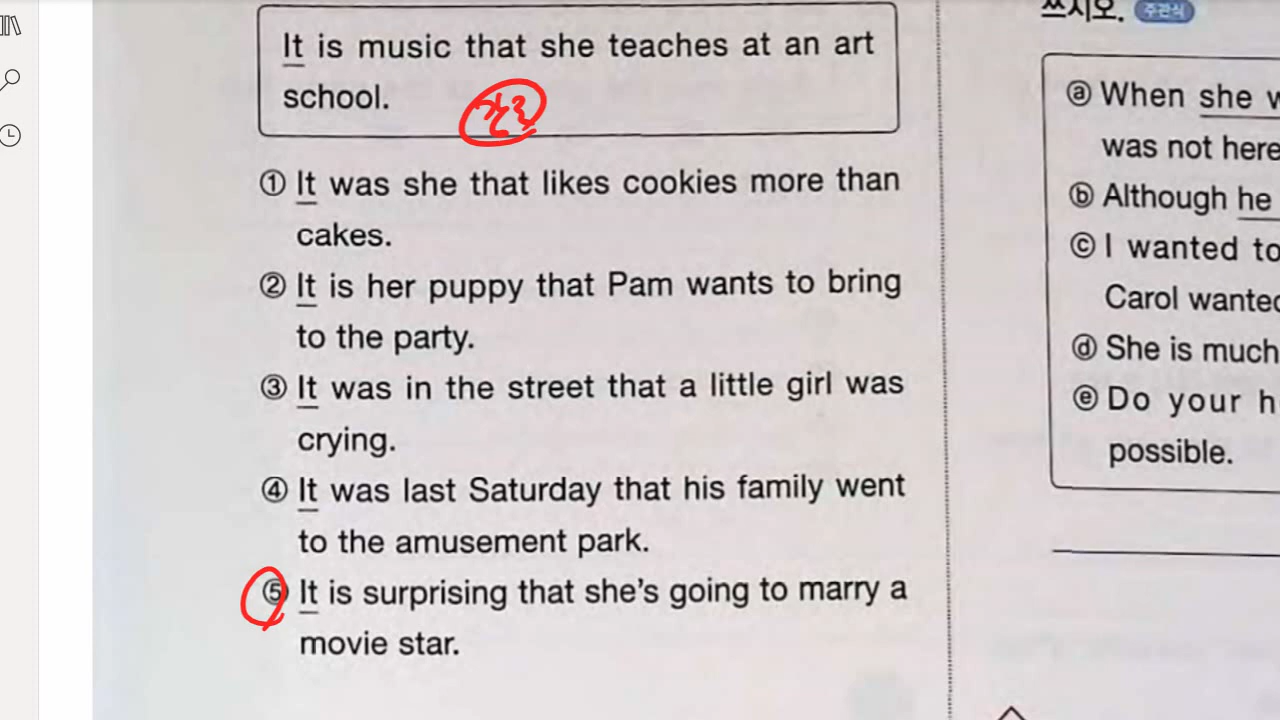 It is music that she teaches at an art
school.
① It was she that likes cookies more than
cakes.
② It is her puppy that Pam wants to bring
to the party.
③ It was in the street that a little girl was
crying.
④ It was last Saturday that his family went
to the amusement park.
⑤ It is surprising that she's going to marry a
movie star.
쓰시오. 주관식
ⓐ When she w
was not here
ⓑ Although he
ⓒ I wanted to
Carol wanted
ⓓ She is much
ⓔ Do your h
possible.